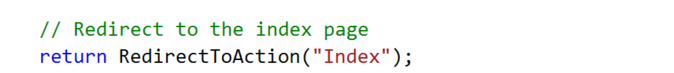 // Redirect to the index page
return RedirectToAction("Index");